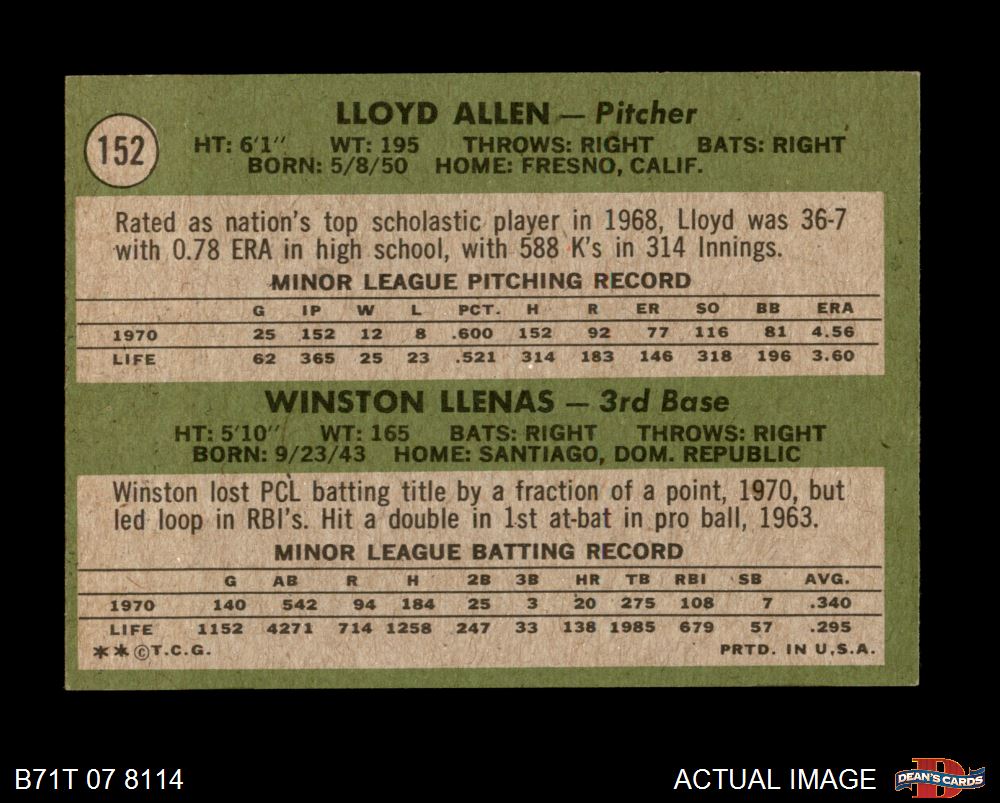 152
LLOYD ALLEN — Pitcher
HT: 6'1" WT: 195 THROWS: RIGHT BATS: RIGHT
BORN: 5/8/50 HOME: FRESNO, CALIF.
Rated as nation's top scholastic player in 1968, Lloyd was 36-7
with 0.78 ERA in high school, with 588 K's in 314 Innings.
MINOR LEAGUE PITCHING RECORD
G IP W L PCT. H R ER SO BB ERA
1970 25 152 12 8 .600 152 92 77 116 81 4.56
LIFE 62 365 25 23 .521 314 183 146 318 196 3.60
WINSTON LLENAS — 3rd Base
HT: 5'10" WT: 165 BATS: RIGHT THROWS: RIGHT
BORN: 9/23/43 HOME: SANTIAGO, DOM. REPUBLIC
Winston lost PCL batting title by a fraction of a point, 1970, but
led loop in RBI's. Hit a double in 1st at-bat in pro ball, 1963.
MINOR LEAGUE BATTING RECORD
G AB R H 2B 3B HR TB RBI SB AVG.
1970 140 542 94 184 25 3 20 275 108 7 .340
LIFE 1152 4271 714 1258 247 33 138 1985 679 57 .295
**©T.C.G. PRTD. IN U.S.A.
B71T 07 8114 ACTUAL IMAGE DEAN'S CARDS